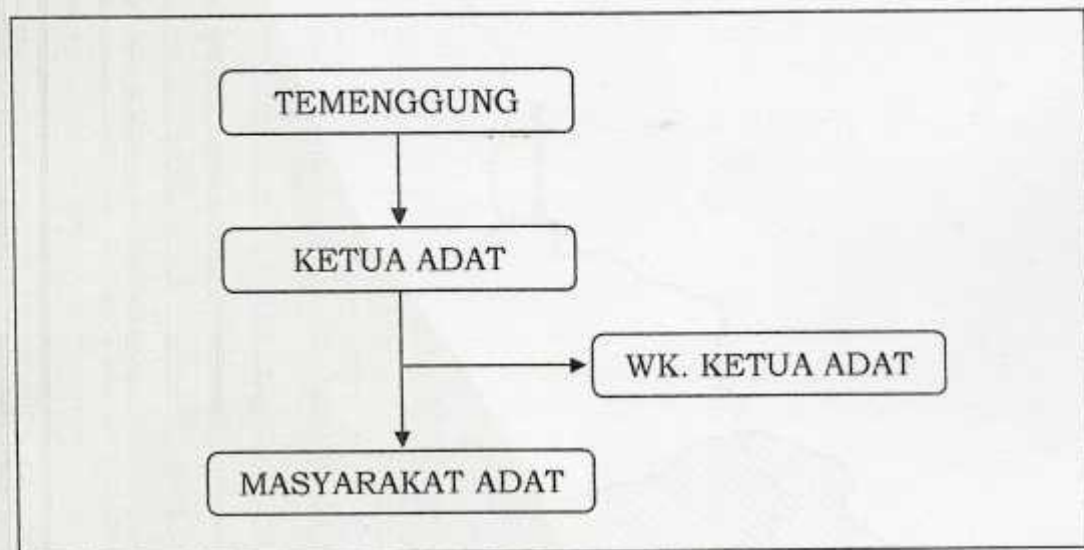 TEMENGGUNG
KETUA ADAT
WK. KETUA ADAT
MASYARAKAT ADAT